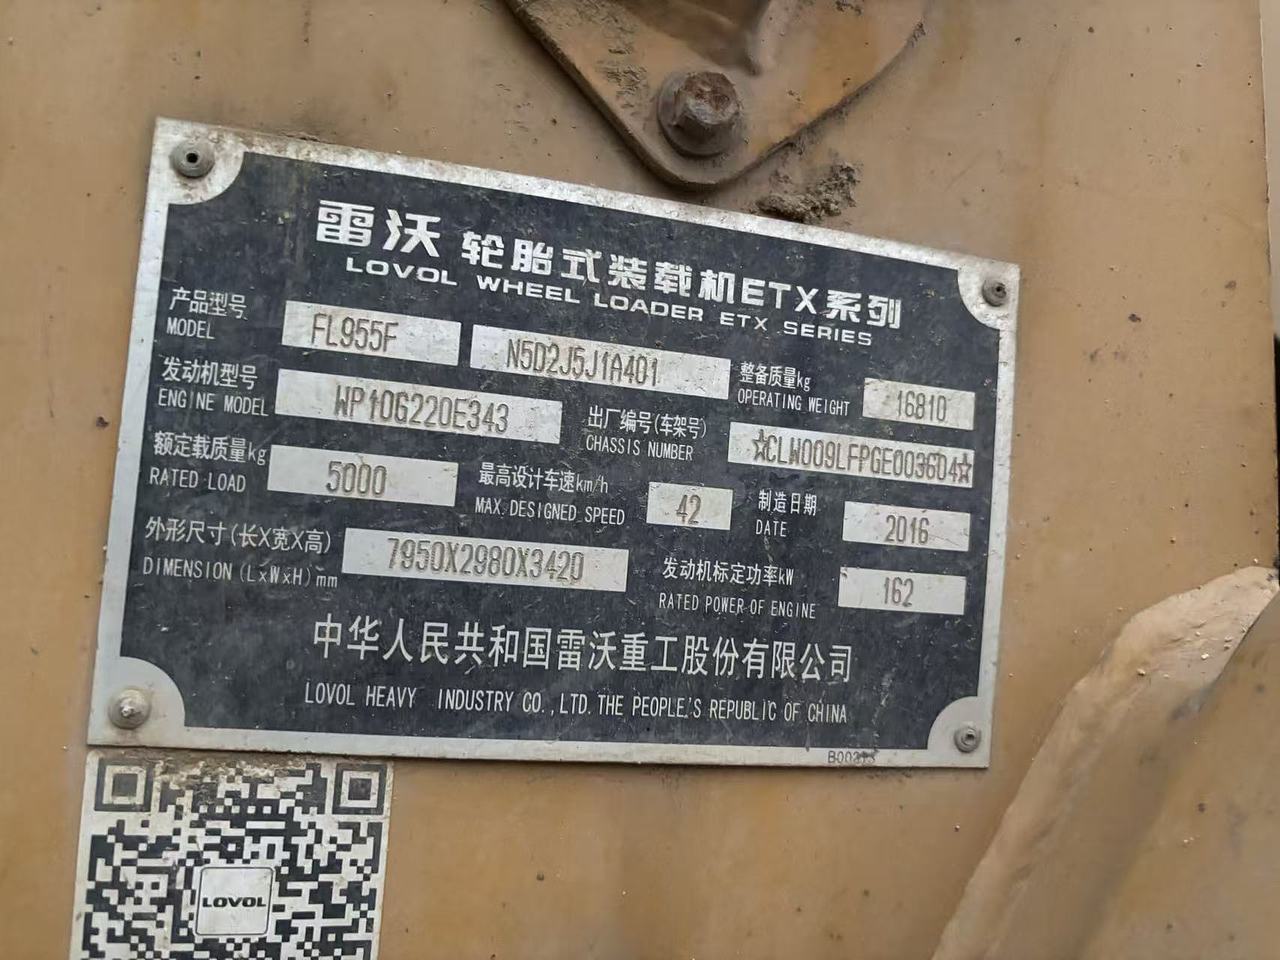 雷沃 轮胎式装载机ETX系列
LOVOL WHEEL LOADER ETX SERIES
产品型号
MODEL
FL955F
N5D2J5J1A401
整备质量kg
OPERATING WEIGHT
16810
发动机型号
ENGINE MODEL
WP10G220E343
出厂编号(车架号)
CHASSIS NUMBER
☆CLW009LFPGE003604☆
额定载质量kg
RATED LOAD
5000
最高设计车速km/h
MAX. DESIGNED SPEED
42
制造日期
DATE
2016
外形尺寸(长X宽X高)
DIMENSION (L×W×H) mm
7950X2980X3420
发动机标定功率kW
RATED POWER OF ENGINE
162
中华人民共和国雷沃重工股份有限公司
LOVOL HEAVY INDUSTRY CO.,LTD. THE PEOPLE,S REPUBLIC OF CHINA
LOVOL